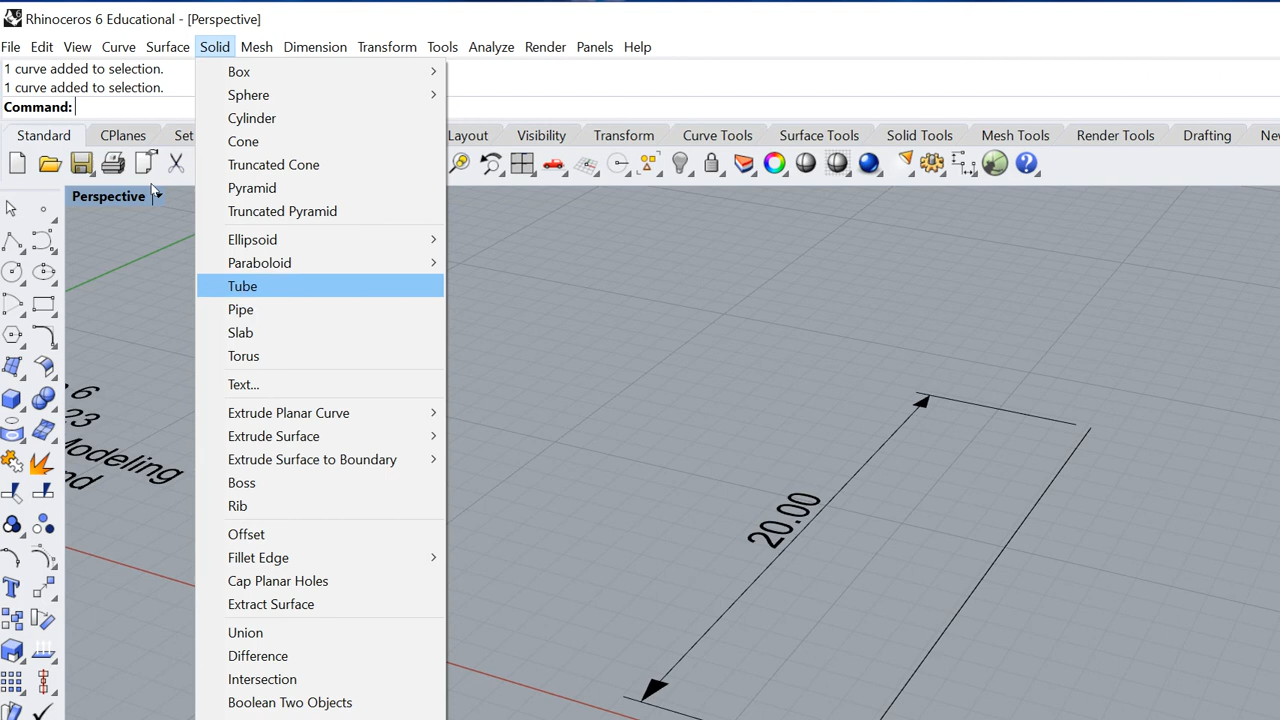 Rhinoceros 6 Educational - [Perspective]
File Edit View Curve Surface Solid Mesh Dimension Transform Tools Analyze Render Panels Help
1 curve added to selection.
1 curve added to selection.
Command:
Standard CPlanes Set Layout Visibility Transform Curve Tools Surface Tools Solid Tools Mesh Tools Render Tools Drafting
Perspective
Box
Sphere
Cylinder
Cone
Truncated Cone
Pyramid
Truncated Pyramid
Ellipsoid
Paraboloid
Tube
Pipe
Slab
Torus
Text...
Extrude Planar Curve
Extrude Surface
Extrude Surface to Boundary
Boss
Rib
Offset
Fillet Edge
Cap Planar Holes
Extract Surface
Union
Difference
Intersection
Boolean Two Objects
6
23
Modeling
20.00